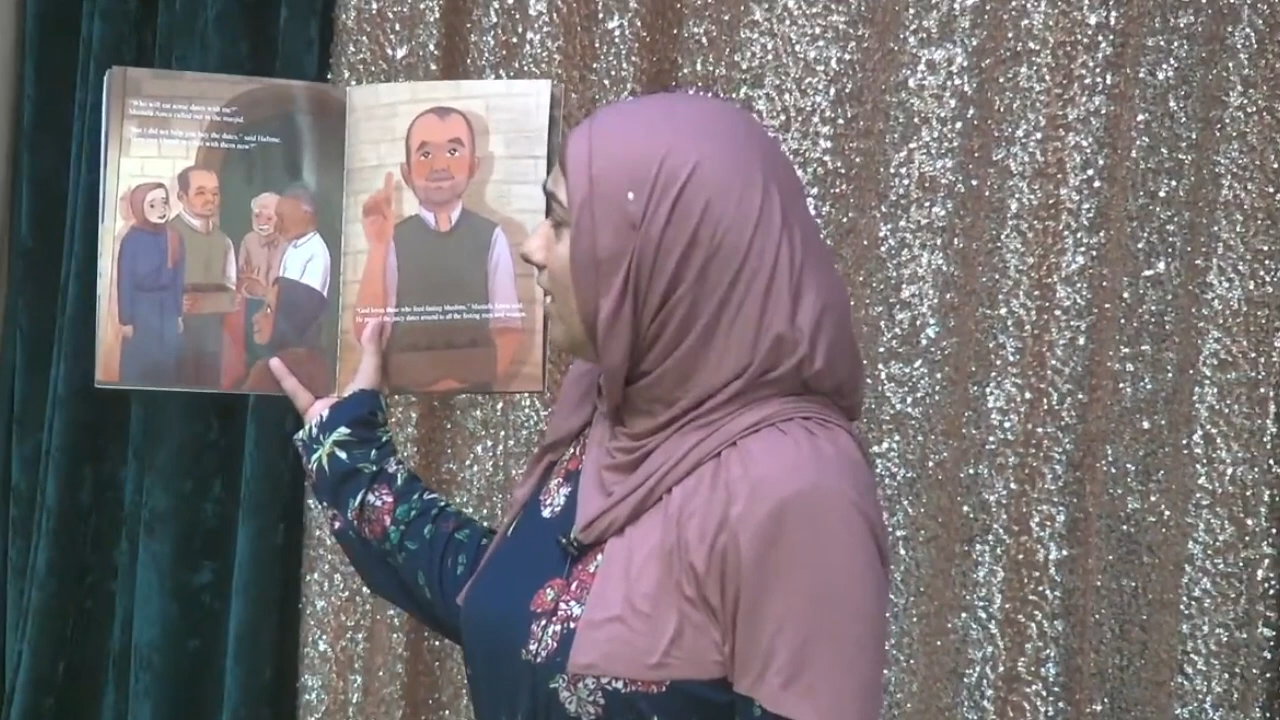 "Who will eat some dates with me?"
Mustafa Amca called out in the masjid.
"But I did not help you buy the dates," said Halime.
with them now?"
"God loves those who feed fasting Muslims," Mustafa Amca said.
He passed the juicy dates around to all the fasting men and women.